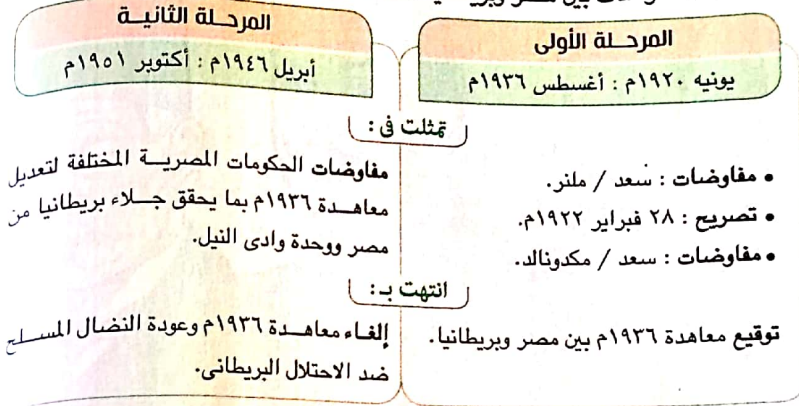 بين مصر وبريطانيا
المرحلة الأولى
يونيه ١٩٢٠م : أغسطس ١٩٣٦م
المرحلة الثانية
أبريل ١٩٤٦م : أكتوبر ١٩٥١م
تمثلت فى :
• مفاوضات : سعد / ملنر.
• تصريح : ٢٨ فبراير ١٩٢٢م.
• مفاوضات : سعد / مكدونالد.
مفاوضات الحكومات المصرية المختلفة لتعديل
معاهدة ١٩٣٦م بما يحقق جلاء بريطانيا من
مصر ووحدة وادى النيل.
انتهت بـ :
توقيع معاهدة ١٩٣٦م بين مصر وبريطانيا.
إلغاء معاهدة ١٩٣٦م وعودة النضال المسلح
ضد الاحتلال البريطانى.